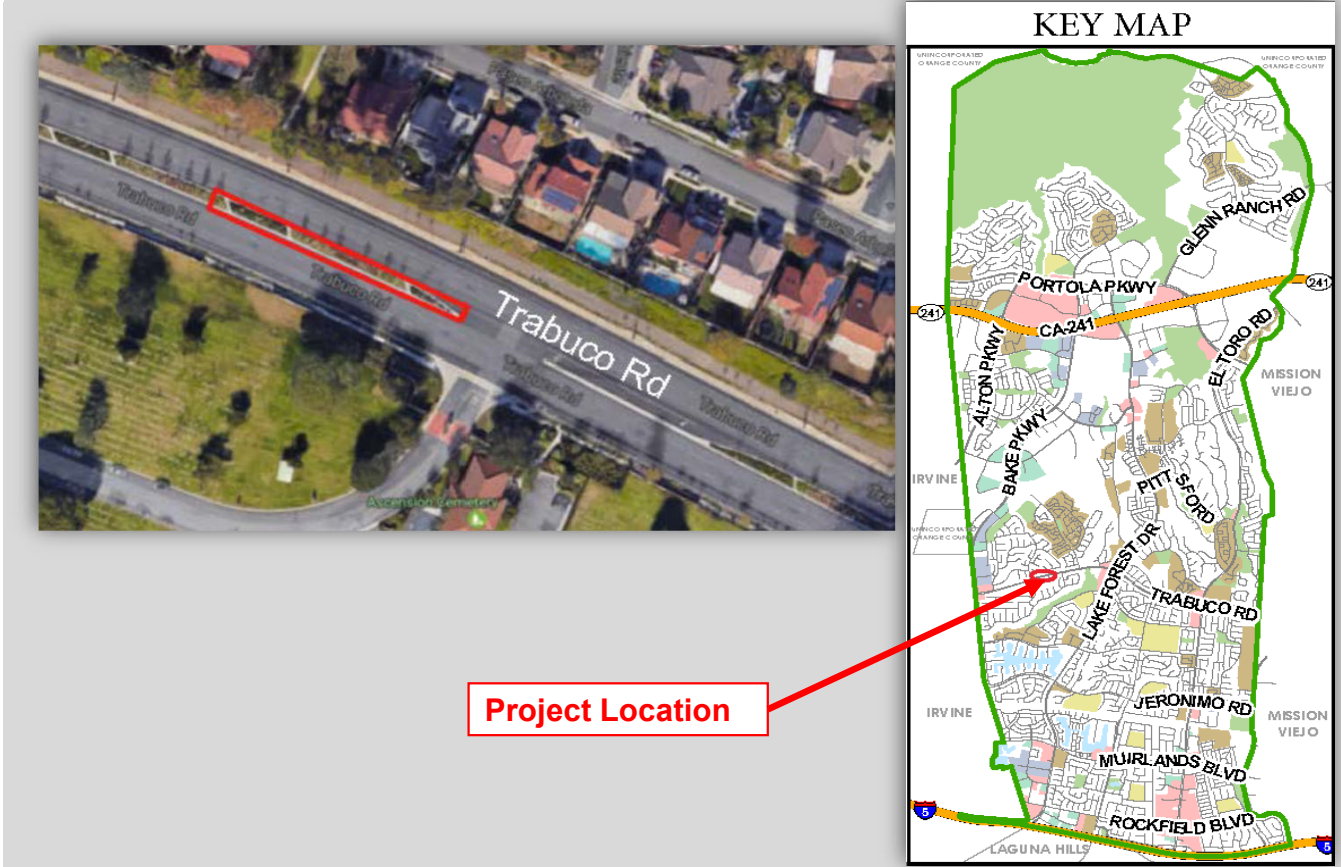 KEY MAP
UNINCORPORATED
ORANGE COUNTY
UNINCORPORATED
ORANGE COUNTY
GLENN RANCH RD
PORTOLA PKWY
241
241
CA-241
ALTON PKWY
EL TORO RD
MISSION
VIEJO
BAKE PKWY
IRVINE
PITTSFORD
UNINCORPORATED
ORANGE COUNTY
LAKE FOREST DR
TRABUCO RD
JERONIMO RD
IRVINE
MISSION
VIEJO
MUIRLANDS BLVD
5
ROCKFIELD BLVD
LAGUNA HILLS
5
Trabuco Rd
Trabuco Rd
Trabuco Rd
Trabuco Rd
Trabuco Rd
Ascension Cemetery
Project Location